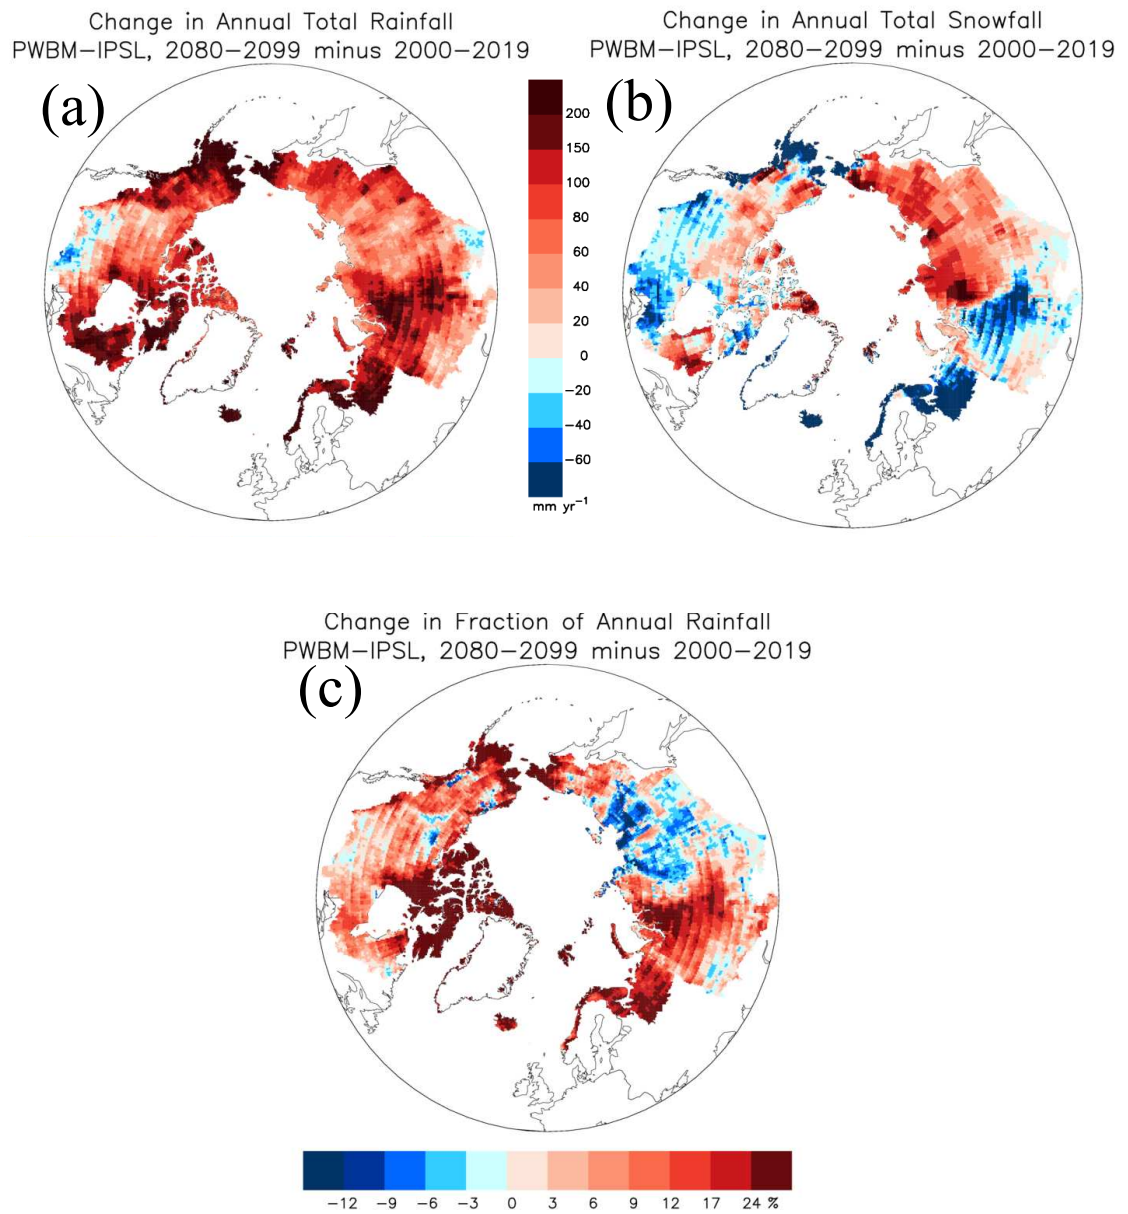 Change in Annual Total Rainfall
PWBM−IPSL, 2080−2099 minus 2000−2019
(a)
200
150
100
80
60
40
20
0
−20
−40
−60
mm yr−1
Change in Annual Total Snowfall
PWBM−IPSL, 2080−2099 minus 2000−2019
(b)
Change in Fraction of Annual Rainfall
PWBM−IPSL, 2080−2099 minus 2000−2019
(c)
−12 −9 −6 −3 0 3 6 9 12 17 24 %